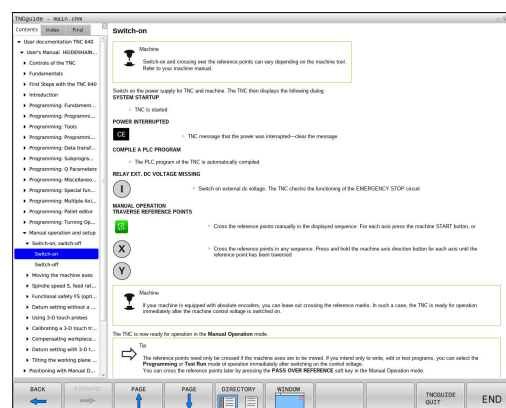 TNCguide - main.chm
Contents Index Find
User documentation TNC 640
User's Manual HEIDENHAIN...
Controls of the TNC
Fundamentals
First Steps with the TNC 640
Introduction
Programming: Fundament...
Programming: Programmi...
Programming: Tools
Programming: Programmi...
Programming: Data transf...
Programming: Subprogra...
Programming: Q Parameters
Programming: Miscellaneo...
Programming: Special fun...
Programming: Multiple Axi...
Programming: Pallet editor
Programming: Turning Op...
Manual operation and setup
Switch-on, switch-off
Switch-on
Switch-off
Moving the machine axes
Spindle speed S, feed rat...
Functional safety FS (opti...
Datum setting without a ...
Using 3-D touch probes
Calibrating a 3-D touch tr...
Compensating workpiece...
Datum setting with 3-D t...
Tilting the working plane ...
Positioning with Manual D...
Switch-on
Machine
Switch-on and crossing over the reference points can vary depending on the machine tool.
Refer to your machine manual.
Switch on the power supply for TNC and machine. The TNC then displays the following dialog:
SYSTEM STARTUP
TNC is started
POWER INTERRUPTED
CE
TNC message that the power was interrupted—clear the message
COMPILE A PLC PROGRAM
The PLC program of the TNC is automatically compiled
RELAY EXT. DC VOLTAGE MISSING
I
Switch on external dc voltage. The TNC checks the functioning of the EMERGENCY STOP circuit
MANUAL OPERATION
TRAVERSE REFERENCE POINTS
Cross the reference points manually in the displayed sequence: For each axis press the machine START button, or
X
Cross the reference points in any sequence: Press and hold the machine axis direction button for each axis until the
reference point has been traversed
Y
Machine
If your machine is equipped with absolute encoders, you can leave out crossing the reference marks. In such a case, the TNC is ready for operation
immediately after the machine control voltage is switched on.
The TNC is now ready for operation in the Manual Operation mode.
Tip
The reference points need only be crossed if the machine axes are to be moved. If you intend only to write, edit or test programs, you can select the
Programming or Test Run mode of operation immediately after switching on the control voltage.
You can cross the reference points later by pressing the PASS OVER REFERENCE soft key in the Manual Operation mode.
BACK
FORWARD
PAGE
PAGE
DIRECTORY
WINDOW
TNCGUIDE
QUIT
END